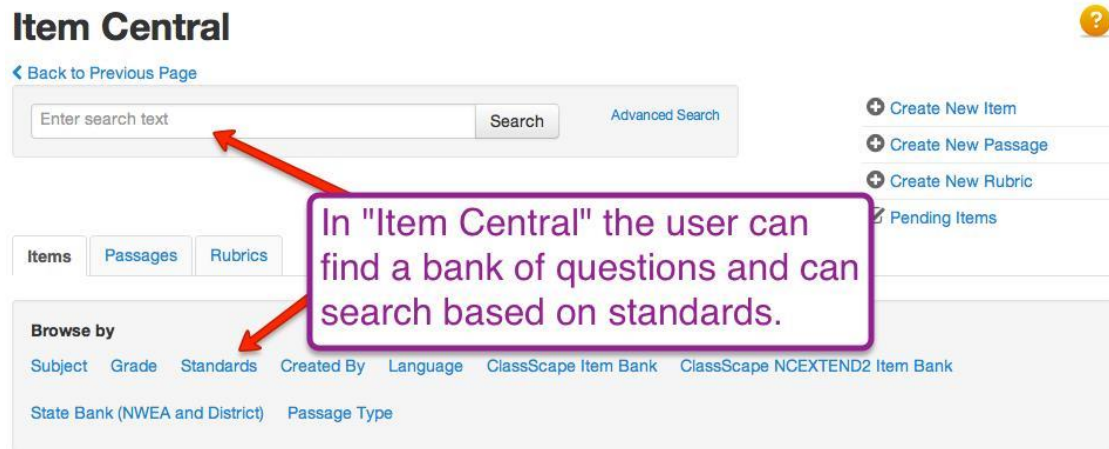 Item Central
?
Back to Previous Page
Enter search text
Search
Advanced Search
Create New Item
Create New Passage
Create New Rubric
Pending Items
In "Item Central" the user can
find a bank of questions and can
search based on standards.
Items Passages Rubrics
Browse by
Subject Grade Standards Created By Language ClassScape Item Bank ClassScape NCEXTEND2 Item Bank
State Bank (NWEA and District) Passage Type